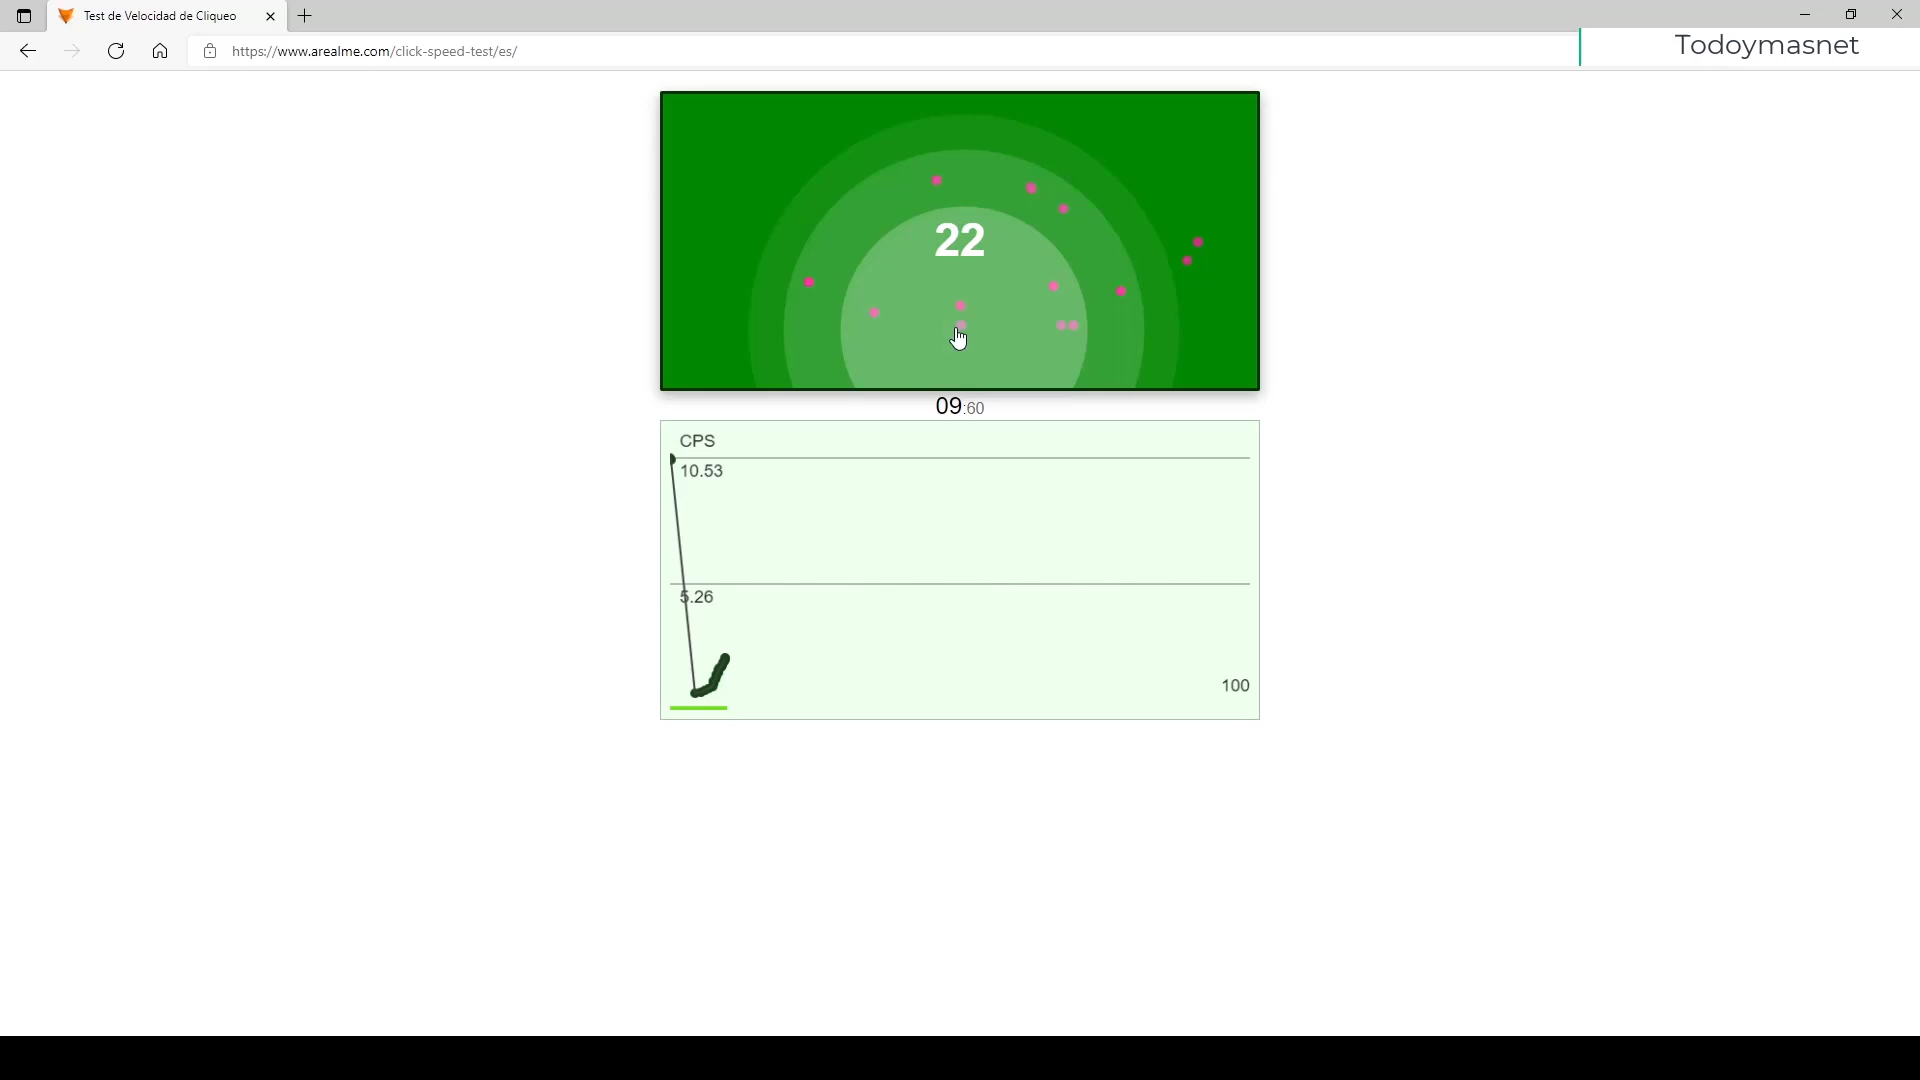 Test de Velocidad de Cliqueo
https://www.arealme.com/click-speed-test/es/
Todoymasnet
22
09:60
CPS
10.53
5.26
100